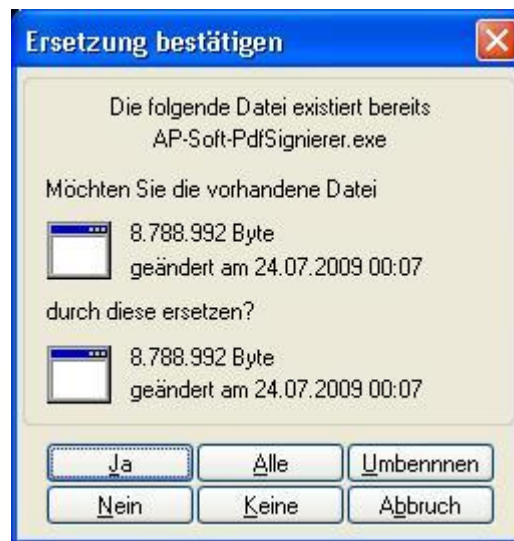 Ersetzung bestätigen
Die folgende Datei existiert bereits
AP-Soft-PdfSignierer.exe
Möchten Sie die vorhandene Datei
8.788.992 Byte
geändert am 24.07.2009 00:07
durch diese ersetzen?
8.788.992 Byte
geändert am 24.07.2009 00:07
Ja Alle Umbennnen
Nein Keine Abbruch